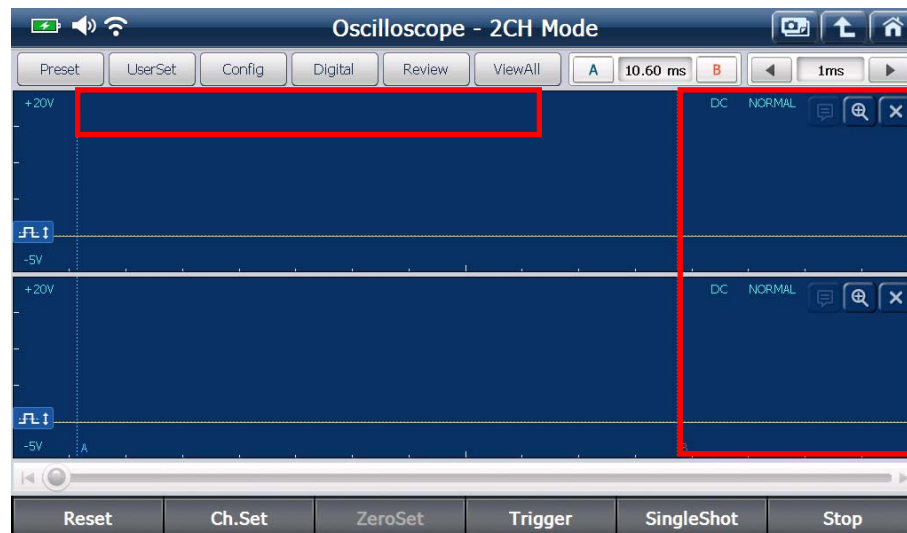 Oscilloscope - 2CH Mode
Preset UserSet Config Digital Review ViewAll A 10.60 ms B 1ms
+20V DC NORMAL
-5V
+20V DC NORMAL
-5V A B
Reset Ch.Set ZeroSet Trigger SingleShot Stop